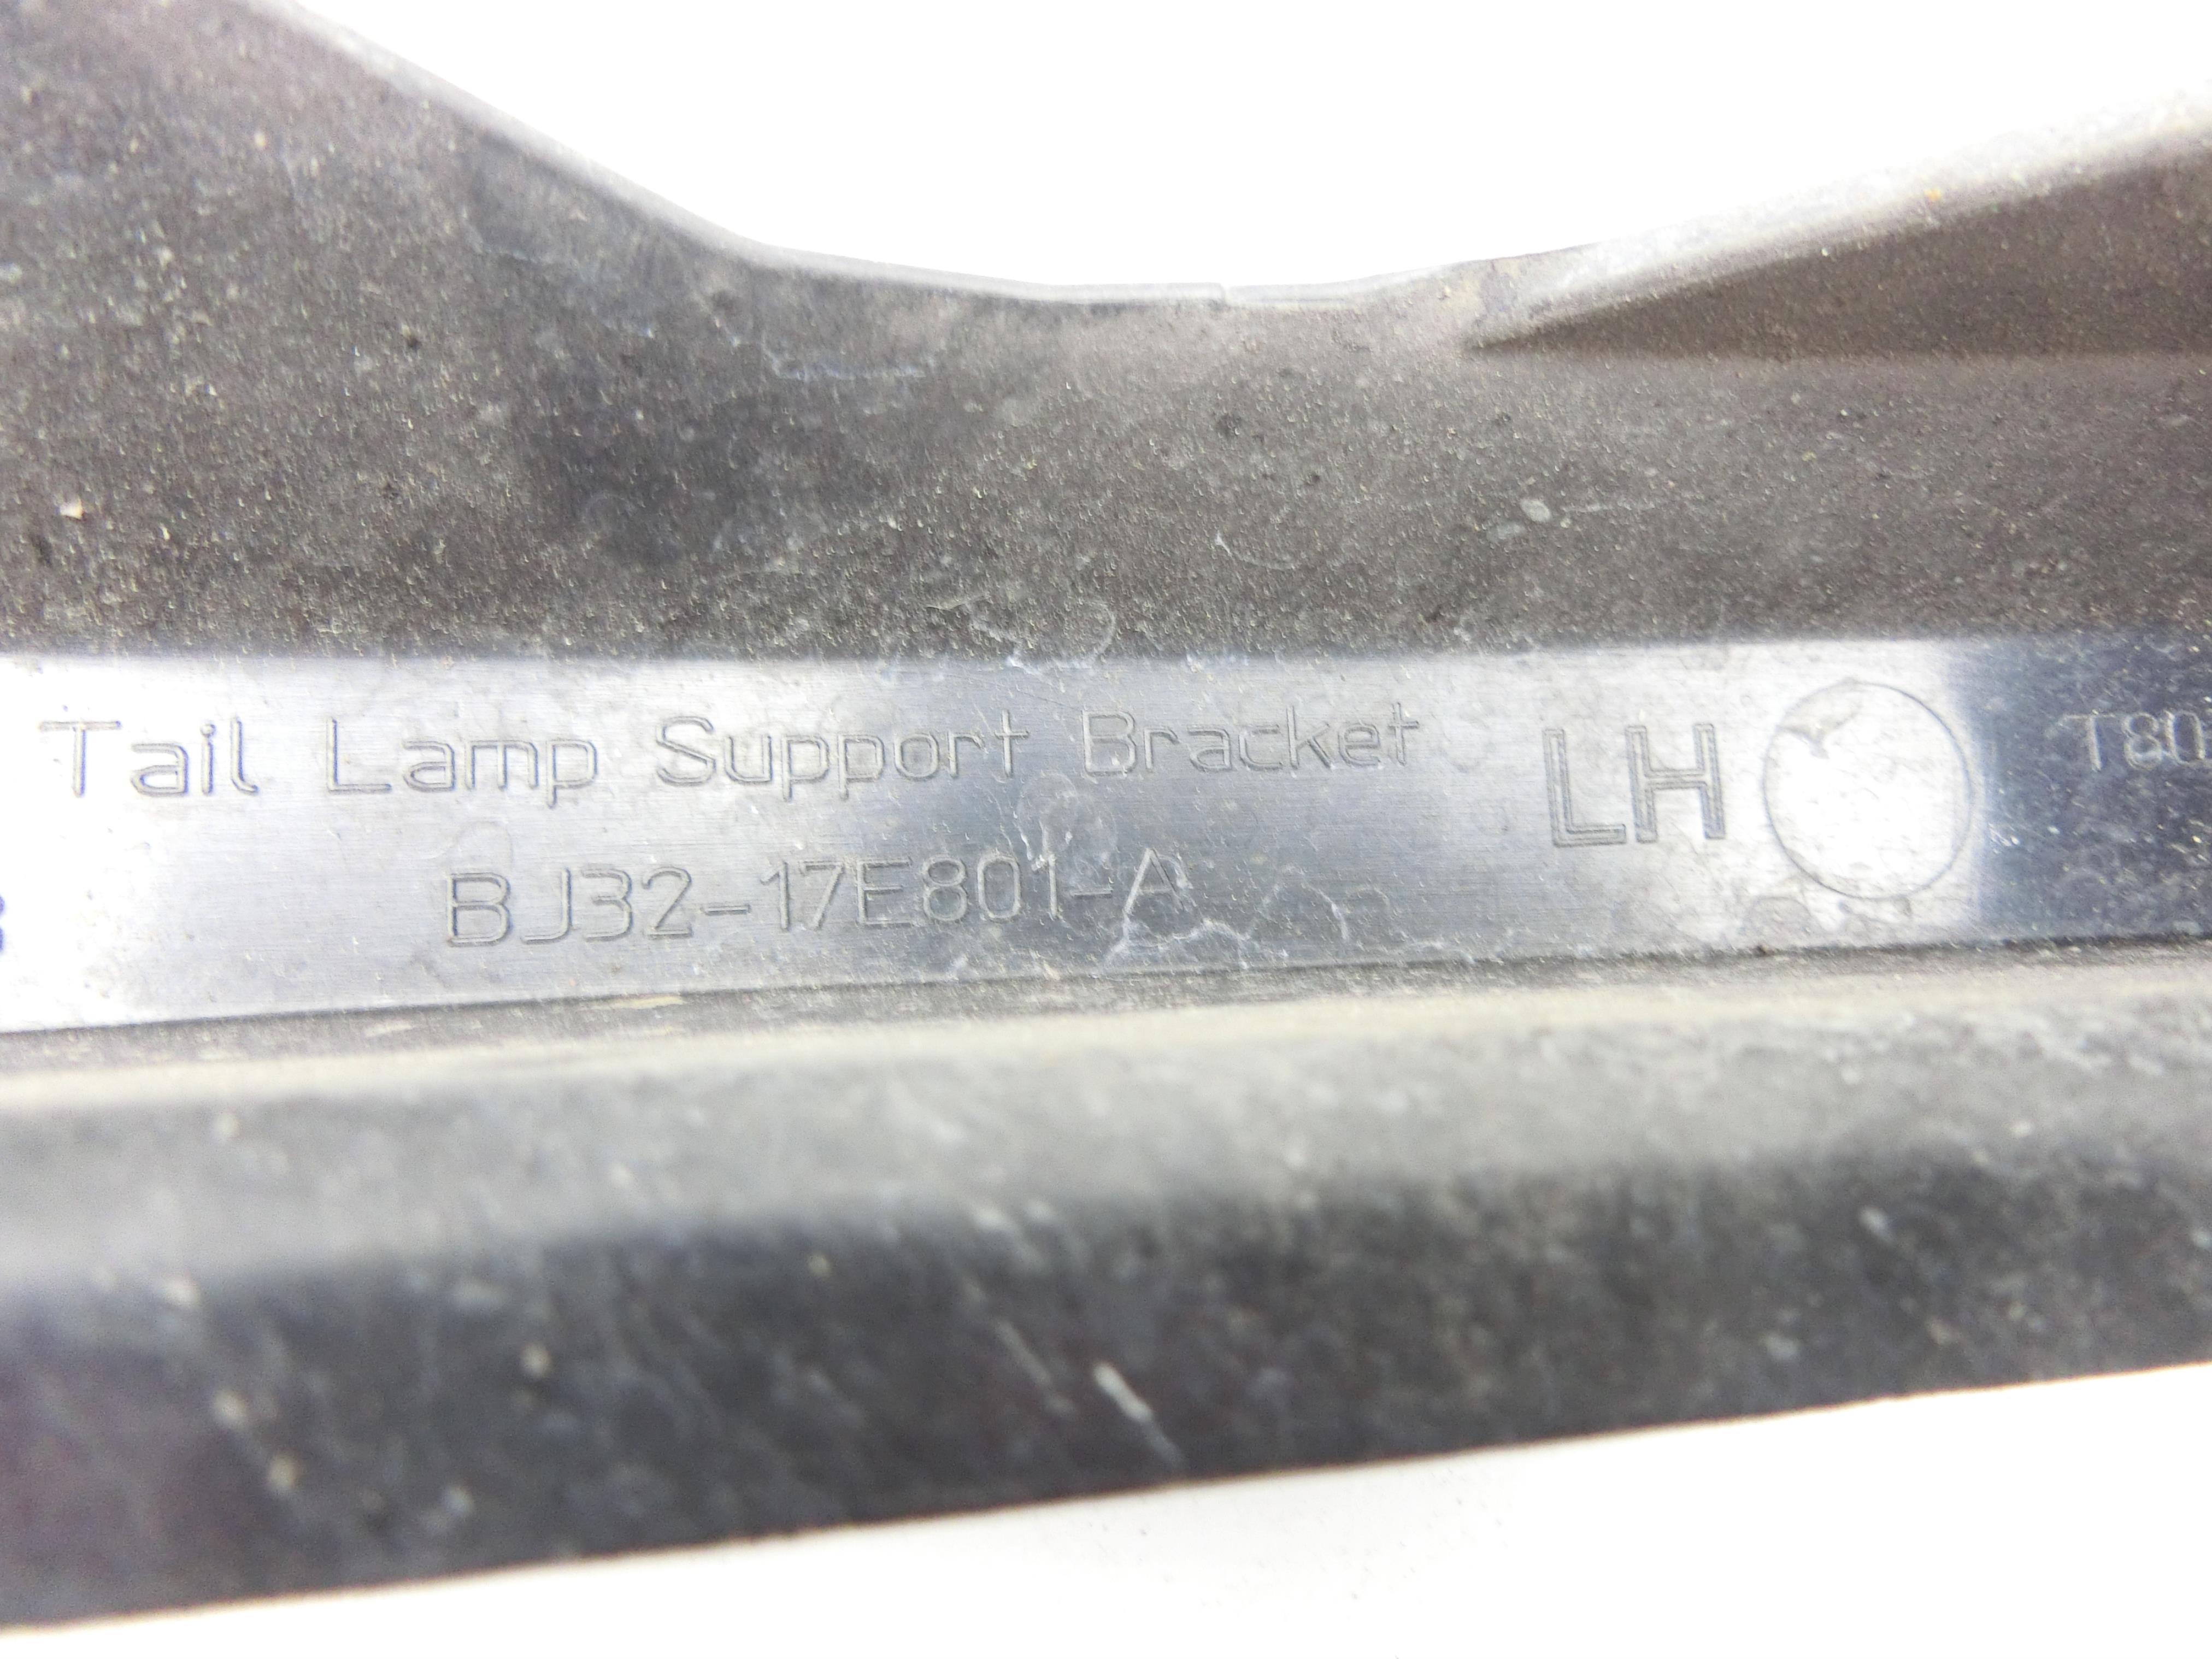 Tail Lamp Support Bracket LH
BJ32-17E801-A